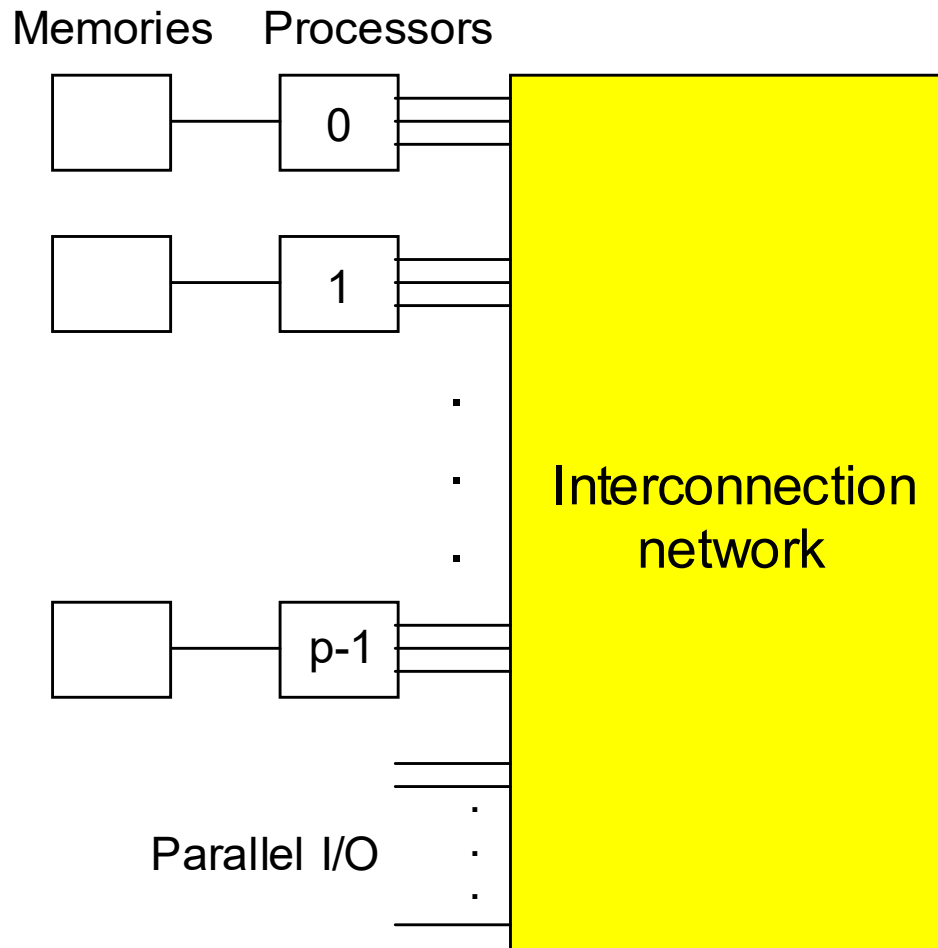 Memories Processors
0
1
Interconnection
network
p-1
Parallel I/O